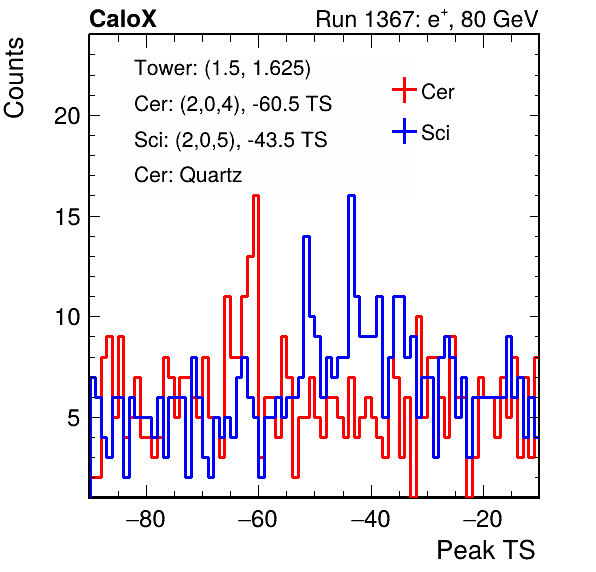 CaloX Run 1367: e⁺, 80 GeV
Counts
Tower: (1.5, 1.625)
Cer: (2,0,4), -60.5 TS
Sci: (2,0,5), -43.5 TS
Cer: Quartz
Cer
Sci
20
15
10
5
−80 −60 −40 −20
Peak TS